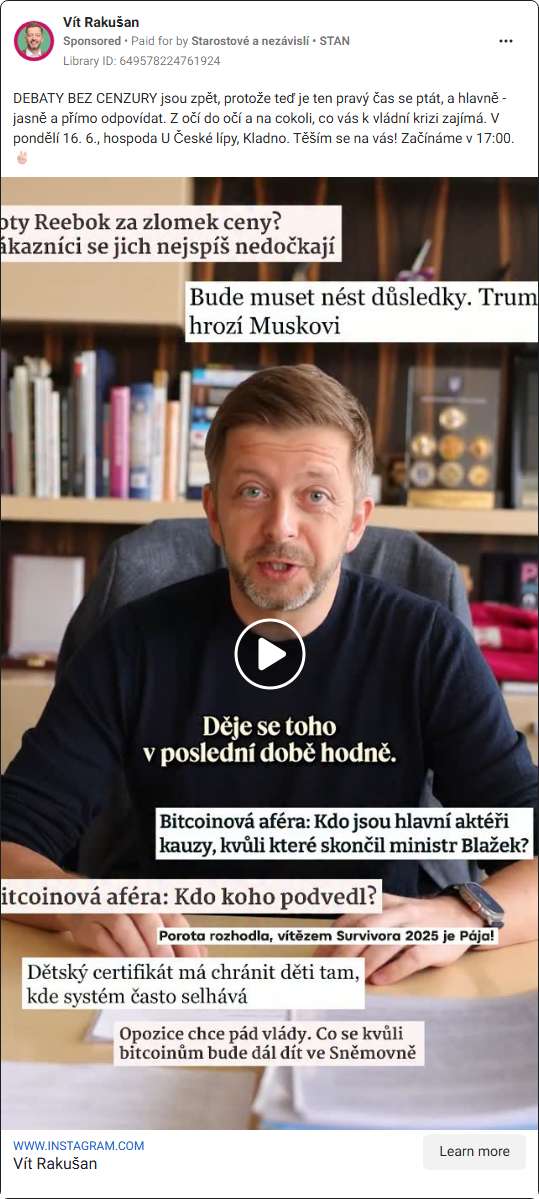 Vít Rakušan
Sponsored • Paid for by Starostové a nezávislí • STAN
Library ID: 649578224761924
DEBATY BEZ CENZURY jsou zpět, protože teď je ten pravý čas se ptát, a hlavně -
jasně a přímo odpovídat. Z očí do očí a na cokoli, co vás k vládní krizi zajímá. V
pondělí 16. 6., hospoda U České lípy, Kladno. Těším se na vás! Začínáme v 17:00.
✌🏻
oty Reebok za zlomek ceny?
ákazníci se jich nejspíš nedočkají
Bude muset nést důsledky. Trum
hrozí Muskovi
Děje se toho
v poslední době hodně.
Bitcoinová aféra: Kdo jsou hlavní aktéři
kauzy, kvůli které skončil ministr Blažek?
itcoinová aféra: Kdo koho podvedl?
Porota rozhodla, vítězem Survivora 2025 je Pája!
Dětský certifikát má chránit děti tam,
kde systém často selhává
Opozice chce pád vlády. Co se kvůli
bitcoinům bude dál dít ve Sněmovně
WWW.INSTAGRAM.COM
Vít Rakušan
Learn more